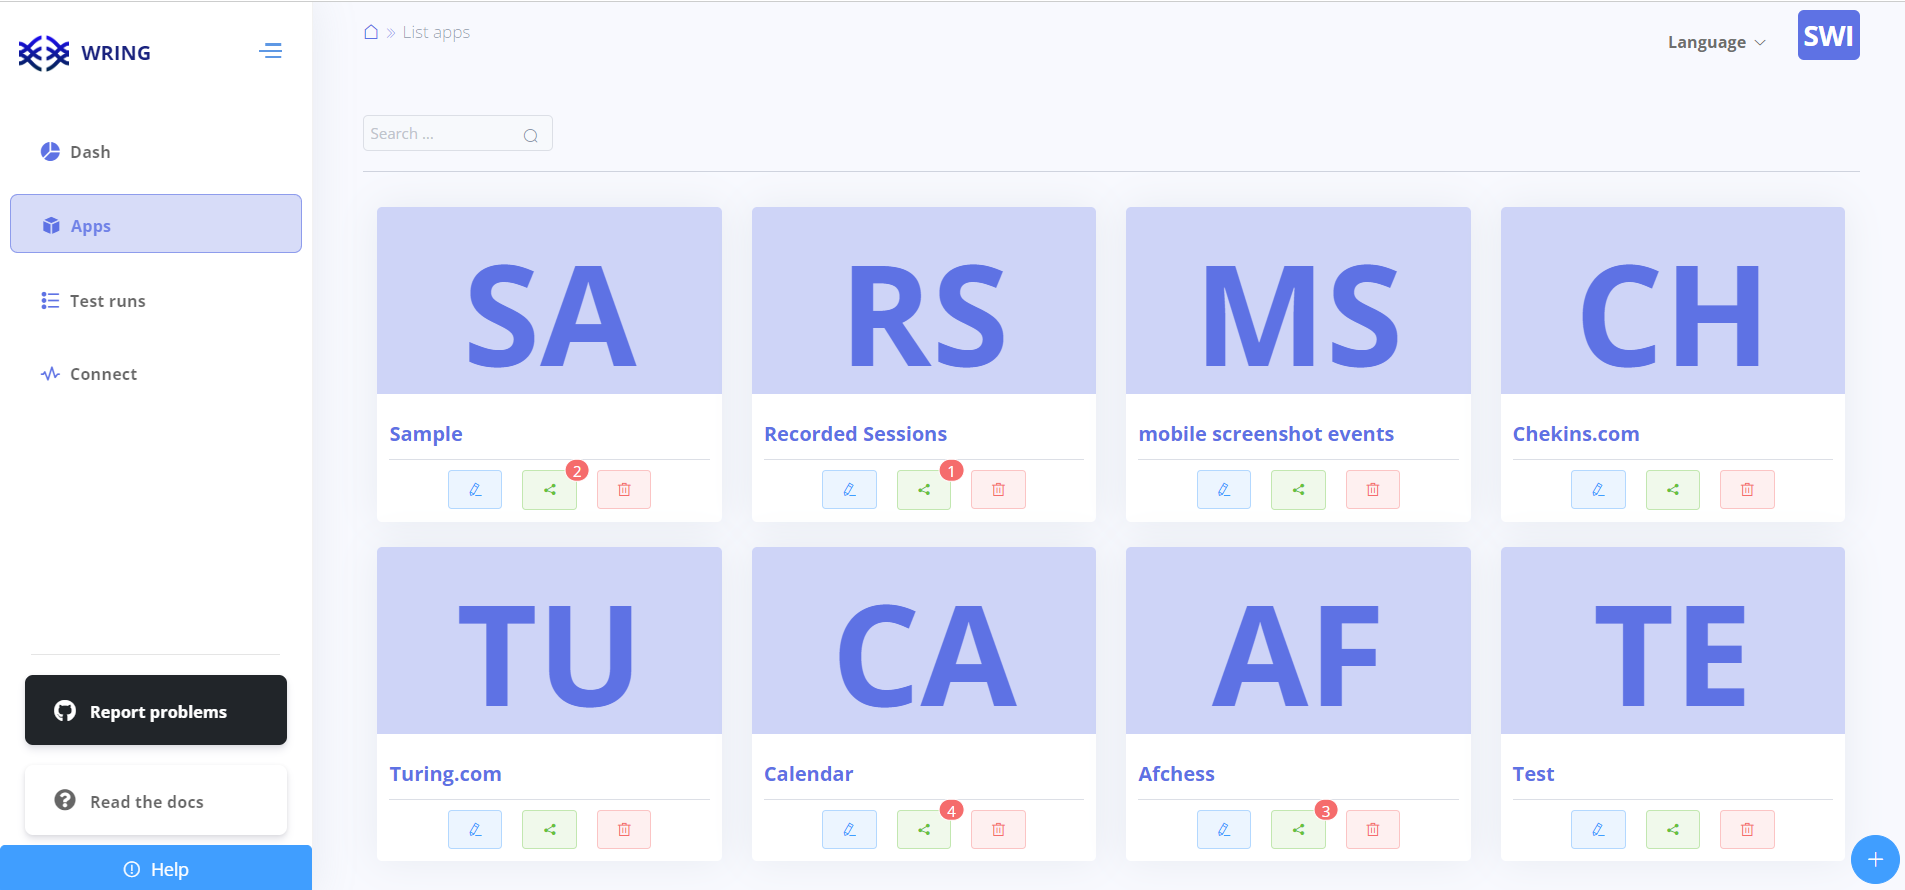 WRING
Dash
Apps
Test runs
Connect
Report problems
Read the docs
Help
» List apps
Language
SWI
Search ...
SA
RS
MS
CH
Sample
Recorded Sessions
mobile screenshot events
Chekins.com
2
1
TU
CA
AF
TE
Turing.com
Calendar
Afchess
Test
4
3